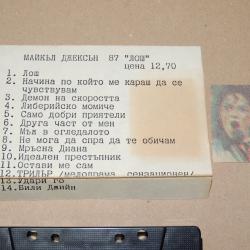 МАЙКЪЛ ДЖЕКСЪН 87 "ЛОШ"
цена 12,70
1. Лош
2. Начина по който ме караш да се
чувствувам
3. Демон на скоростта
4. Либерийско момиче
5. Само добри приятели
6. Друга част от мен
7. Мъж в огледалото
8. Не мога да спра да те обичам
9. Мръсна Диана
10.Идеален престъпник
11.Остави ме сам
12.ТРИЛЪР /мелодрама, сензационен/
13.Удари го
14.Били Джийн